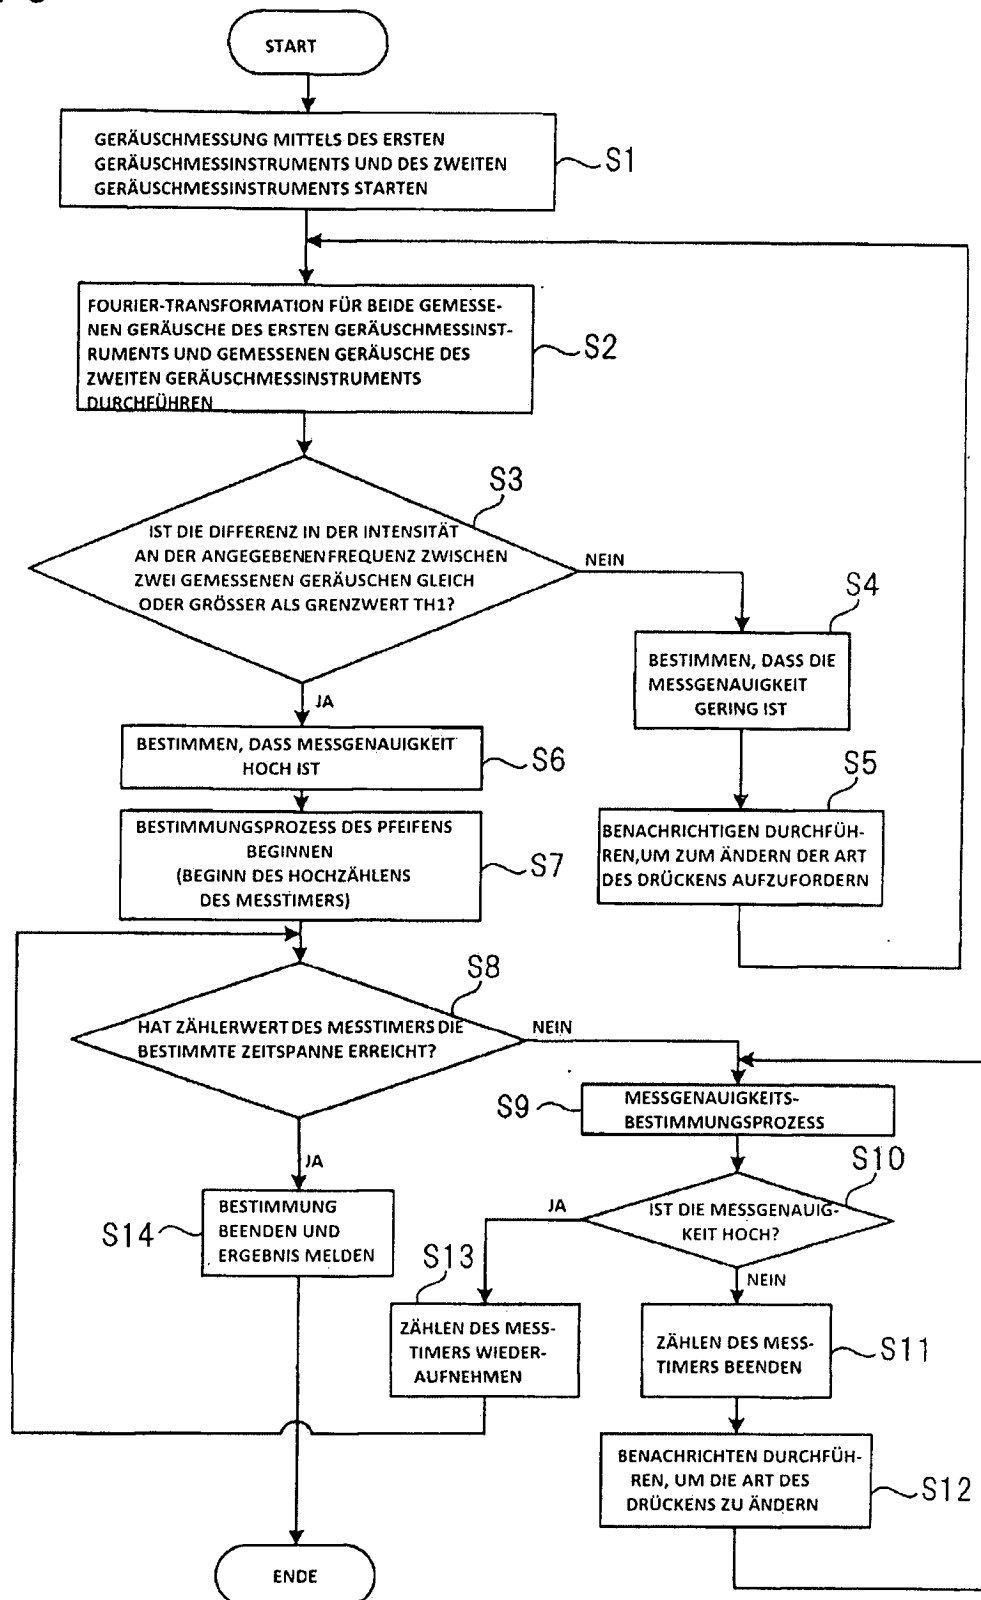 START
GERÄUSCHMESSUNG MITTELS DES ERSTEN
GERÄUSCHMESSINSTRUMENTS UND DES ZWEITEN
GERÄUSCHMESSINSTRUMENTS STARTEN
S1
FOURIER-TRANSFORMATION FÜR BEIDE GEMESSE-
NEN GERÄUSCHE DES ERSTEN GERÄUSCHMESSINST-
RUMENTS UND GEMESSENEN GERÄUSCHE DES
ZWEITEN GERÄUSCHMESSINSTRUMENTS
DURCHFÜHREN
S2
S3
IST DIE DIFFERENZ IN DER INTENSITÄT
AN DER ANGEGEBENEN FREQUENZ ZWISCHEN
ZWEI GEMESSENEN GERÄUSCHEN GLEICH
ODER GRÖSSER ALS GRENZWERT TH1?
NEIN
S4
BESTIMMEN, DASS DIE
MESSGENAUIGKEIT
GERING IST
JA
BESTIMMEN, DASS MESSGENAUIGKEIT
HOCH IST
S6
S5
BENACHRICHTIGEN DURCHFÜH-
REN,UM ZUM ÄNDERN DER ART
DES DRÜCKENS AUFZUFORDERN
BESTIMMUNGSPROZESS DES PFEIFENS
BEGINNEN
(BEGINN DES HOCHZÄHLENS
DES MESSTIMERS)
S7
S8
HAT ZÄHLERWERT DES MESSTIMERS DIE
BESTIMMTE ZEITSPANNE ERREICHT?
NEIN
S9
MESSGENAUIGKEITS-
BESTIMMUNGSPROZESS
JA
S10
IST DIE MESSGENAUIG-
KEIT HOCH?
JA
NEIN
S14
BESTIMMUNG
BEENDEN UND
ERGEBNIS MELDEN
S13
ZÄHLEN DES MESS-
TIMERS WIEDER-
AUFNEHMEN
ZÄHLEN DES MESS-
TIMERS BEENDEN
S11
BENACHRICHTEN DURCHFÜH-
REN, UM DIE ART DES
DRÜCKENS ZU ÄNDERN
S12
ENDE